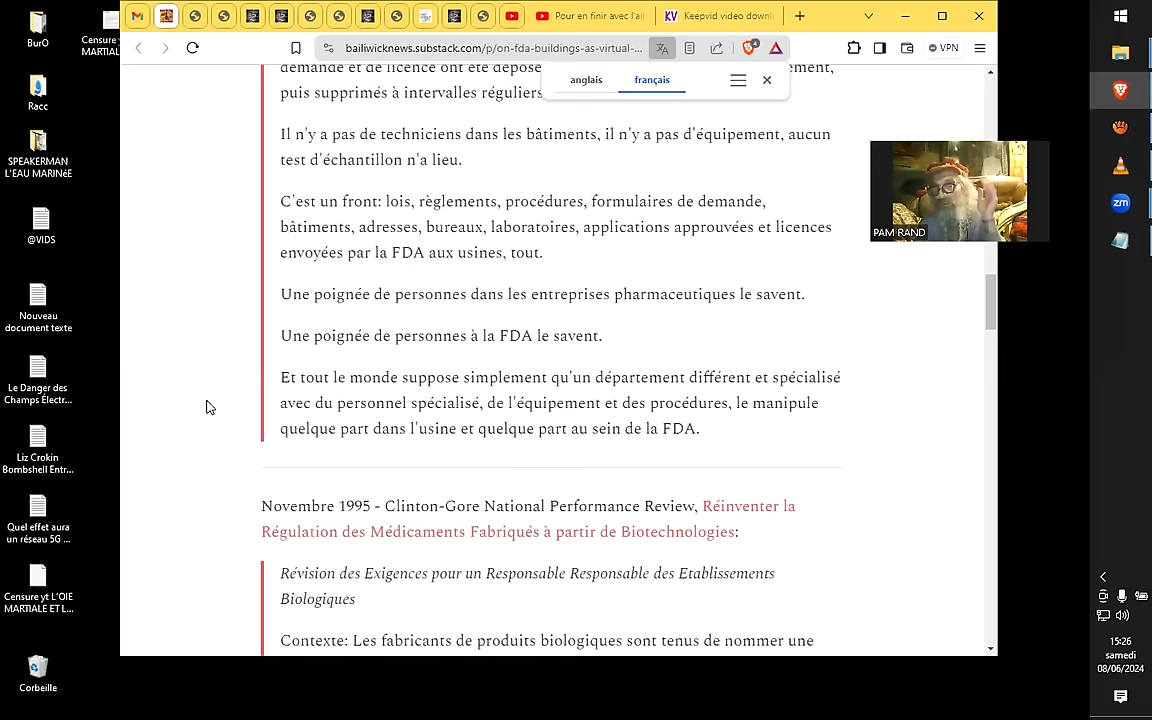 BurO
Censure y...
MARTIAL...
Racc
SPEAKERMAN
L'EAU MARINéE
@VIDS
Nouveau
document texte
Le Danger des
Champs Électr...
Liz Crokin
Bombshell Entr...
Quel effet aura
un réseau 5G ...
Censure yt L'OIE
MARTIALE ET L...
Corbeille
Pour en finir avec l'al
KV Keepvid video down
bailiwicknews.substack.com/p/on-fda-buildings-as-virtual-...
4
VPN
anglais
français
puis supprimés à intervalles réguliers
Il n'y a pas de techniciens dans les bâtiments, il n'y a pas d'équipement, aucun
test d'échantillon n'a lieu.
C'est un front: lois, règlements, procédures, formulaires de demande,
bâtiments, adresses, bureaux, laboratoires, applications approuvées et licences
envoyées par la FDA aux usines, tout.
Une poignée de personnes dans les entreprises pharmaceutiques le savent.
Une poignée de personnes à la FDA le savent.
Et tout le monde suppose simplement qu'un département différent et spécialisé
avec du personnel spécialisé, de l'équipement et des procédures, le manipule
quelque part dans l'usine et quelque part au sein de la FDA.
Novembre 1995 - Clinton-Gore National Performance Review, Réinventer la
Régulation des Médicaments Fabriqués à partir de Biotechnologies:
Révision des Exigences pour un Responsable Responsable des Etablissements
Biologiques
Contexte: Les fabricants de produits biologiques sont tenus de nommer une
PAM RAND
zm
15:26
samedi
08/06/2024